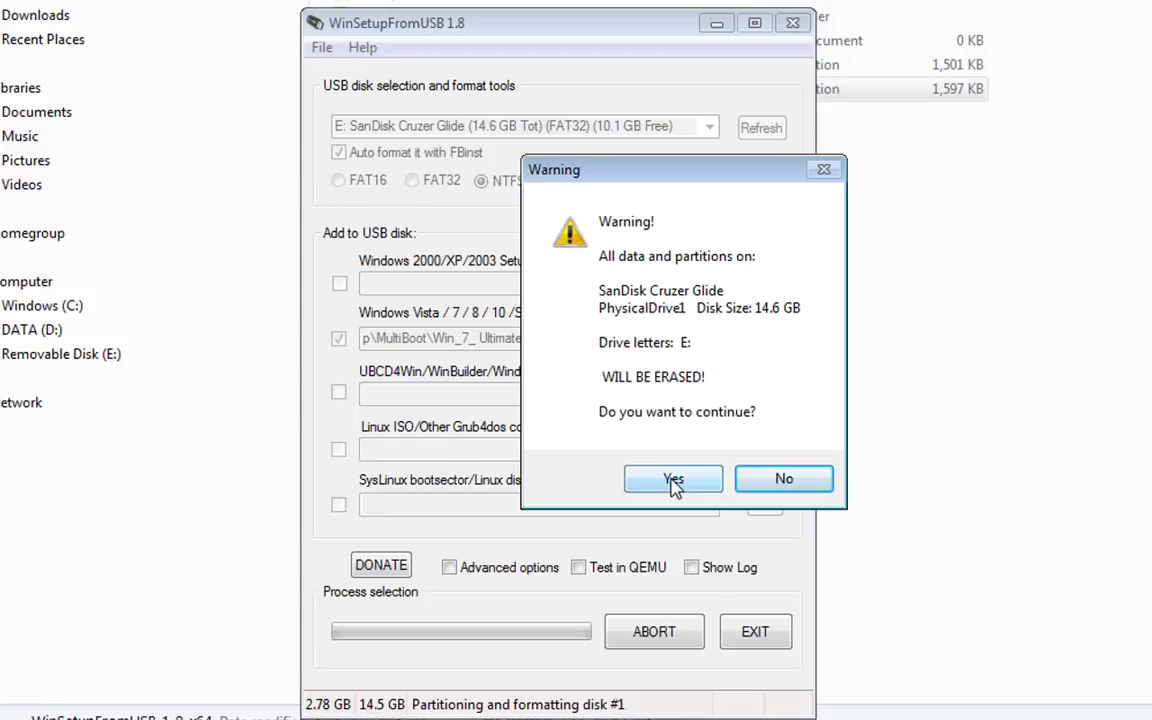 Downloads
Recent Places
braries
Documents
Music
Pictures
Videos
omegroup
omputer
Windows (C:)
DATA (D:)
Removable Disk (E:)
etwork
er
cument 0 KB
tion 1,501 KB
tion 1,597 KB
WinSetupFromUSB 1.8
File Help
USB disk selection and format tools
E: SanDisk Cruzer Glide (14.6 GB Tot) (FAT32) (10.1 GB Free)
Refresh
Auto format it with FBinst
FAT16 FAT32 NTFS
Add to USB disk:
Windows 2000/XP/2003 Setu
Windows Vista / 7 / 8 / 10 /S
p\MultiBoot\Win_7_ Ultimate
UBCD4Win/WinBuilder/Wind
Linux ISO/Other Grub4dos co
SysLinux bootsector/Linux dis
DONATE Advanced options Test in QEMU Show Log
Process selection
ABORT EXIT
2.78 GB 14.5 GB Partitioning and formatting disk #1
Warning
Warning!
All data and partitions on:
SanDisk Cruzer Glide
PhysicalDrive1 Disk Size: 14.6 GB
Drive letters: E:
WILL BE ERASED!
Do you want to continue?
Yes No